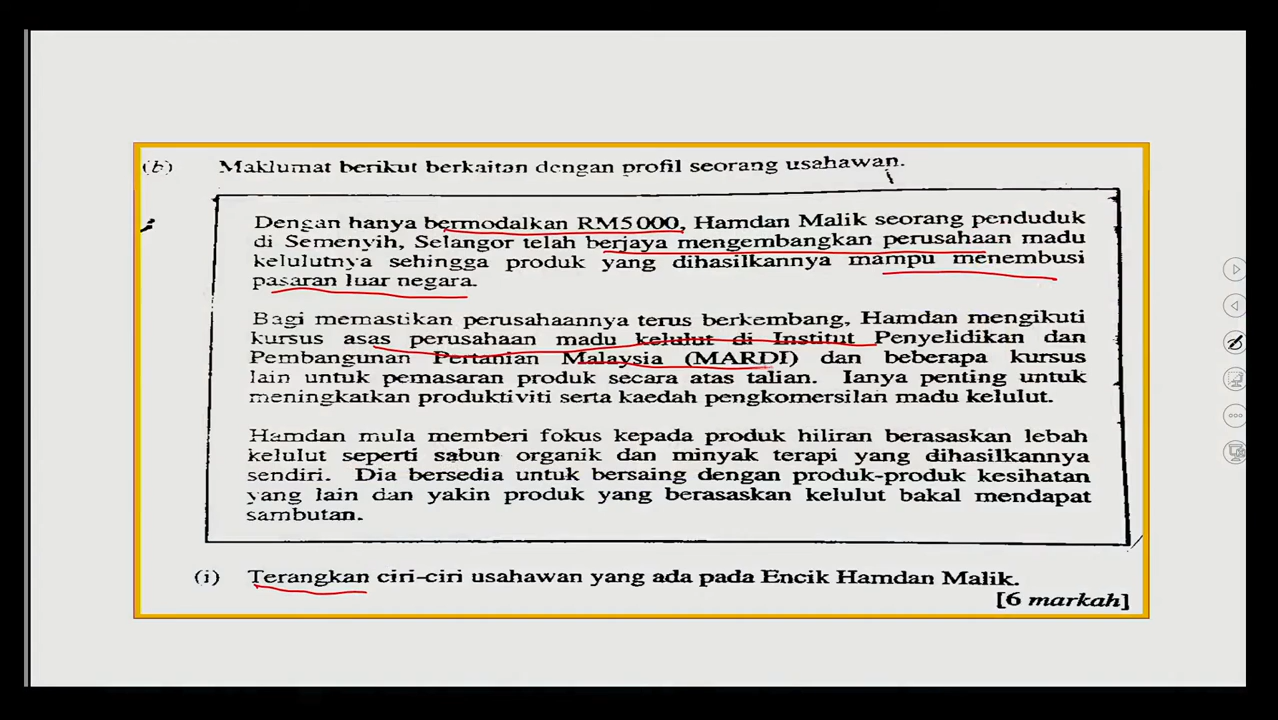 (b) Maklumat berikut berkaitan dengan profil seorang usahawan.
Dengan hanya bermodalkan RM5000, Hamdan Malik seorang penduduk
di Semenyih, Selangor telah berjaya mengembangkan perusahaan madu
kelulutnya sehingga produk yang dihasilkannya mampu menembusi
pasaran luar negara.
Bagi memastikan perusahaannya terus berkembang, Hamdan mengikuti
kursus asas perusahaan madu kelulut di Institut Penyelidikan dan
Pembangunan Pertanian Malaysia (MARDI) dan beberapa kursus
lain untuk pemasaran produk secara atas talian. Ianya penting untuk
meningkatkan produktiviti serta kaedah pengkomersilan madu kelulut.
Hamdan mula memberi fokus kepada produk hiliran berasaskan lebah
kelulut seperti sabun organik dan minyak terapi yang dihasilkannya
sendiri. Dia bersedia untuk bersaing dengan produk-produk kesihatan
yang lain dan yakin produk yang berasaskan kelulut bakal mendapat
sambutan.
(i) Terangkan ciri-ciri usahawan yang ada pada Encik Hamdan Malik.
[6 markah]